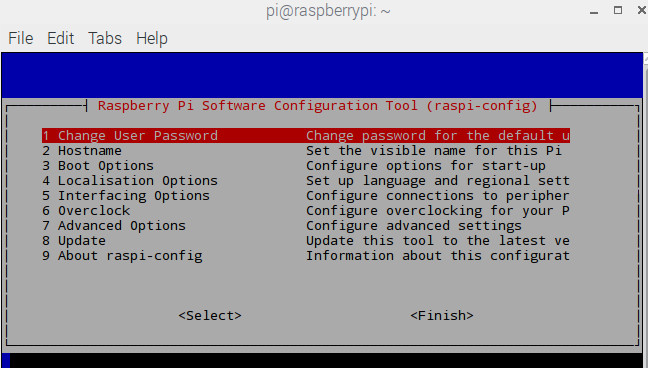 pi@raspberrypi: ~
File Edit Tabs Help
Raspberry Pi Software Configuration Tool (raspi-config)
1 Change User Password Change password for the default u
2 Hostname Set the visible name for this Pi
3 Boot Options Configure options for start-up
4 Localisation Options Set up language and regional sett
5 Interfacing Options Configure connections to peripher
6 Overclock Configure overclocking for your P
7 Advanced Options Configure advanced settings
8 Update Update this tool to the latest ve
9 About raspi-config Information about this configurat
<Select> <Finish>